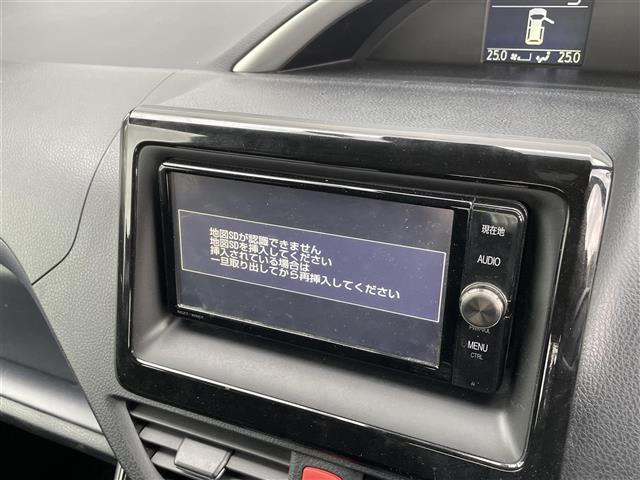 25.0 25.0
地図SDが認識できません
地図SDを挿入してください
挿入されている場合は
一旦取り出してから再挿入してください
現在地
AUDIO
PWR/VOL
MENU
CTRL